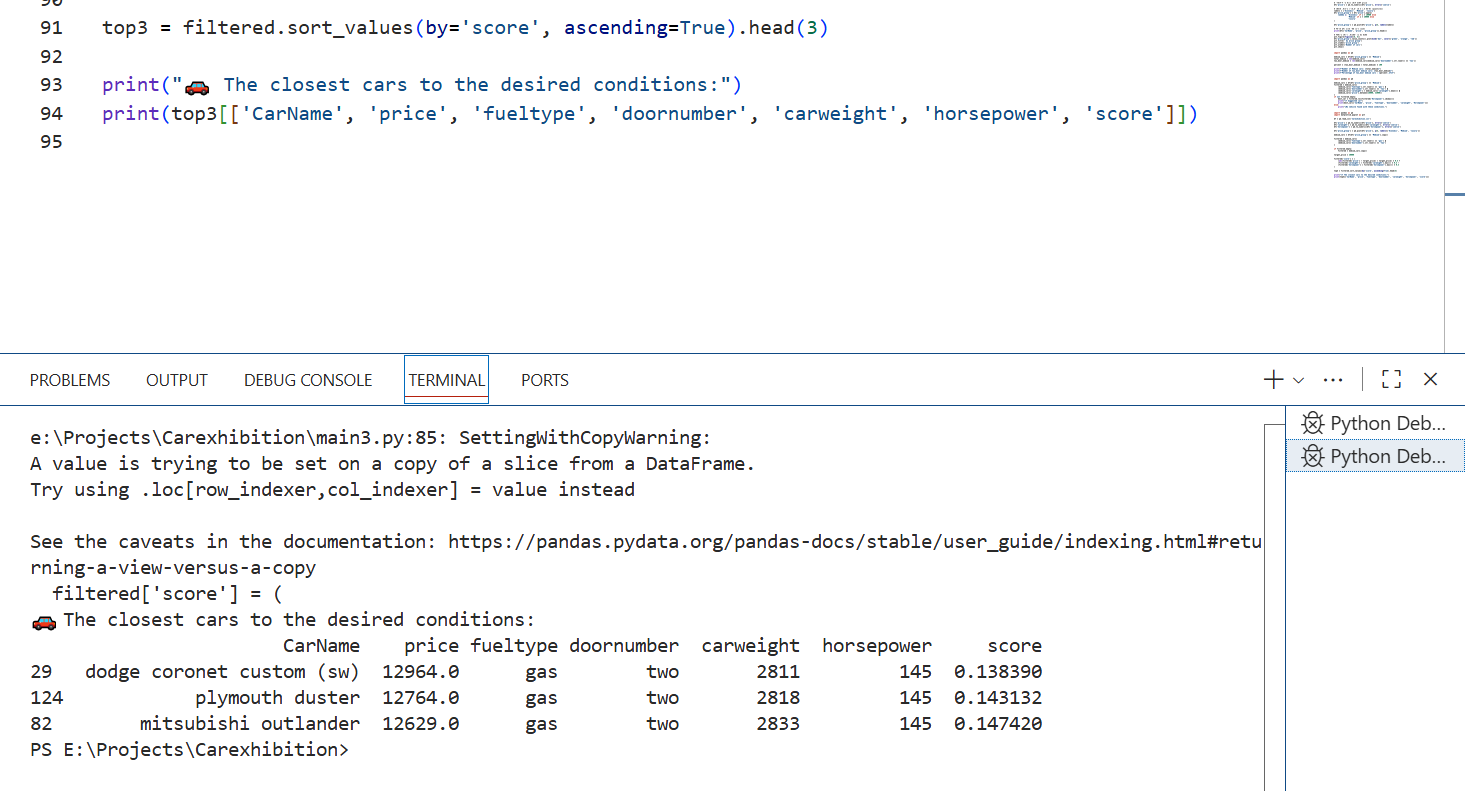 90
91 top3 = filtered.sort_values(by='score', ascending=True).head(3)
92
93 print("🚗 The closest cars to the desired conditions:")
94 print(top3[['CarName', 'price', 'fueltype', 'doornumber', 'carweight', 'horsepower', 'score']])
95
PROBLEMS OUTPUT DEBUG CONSOLE TERMINAL PORTS
e:\Projects\Carexhibition\main3.py:85: SettingWithCopyWarning:
A value is trying to be set on a copy of a slice from a DataFrame.
Try using .loc[row_indexer,col_indexer] = value instead
See the caveats in the documentation: https://pandas.pydata.org/pandas-docs/stable/user_guide/indexing.html#retu
rning-a-view-versus-a-copy
filtered['score'] = (
🚗 The closest cars to the desired conditions:
CarName price fueltype doornumber carweight horsepower score
29 dodge coronet custom (sw) 12964.0 gas two 2811 145 0.138390
124 plymouth duster 12764.0 gas two 2818 145 0.143132
82 mitsubishi outlander 12629.0 gas two 2833 145 0.147420
PS E:\Projects\Carexhibition>
Python Deb...
Python Deb...